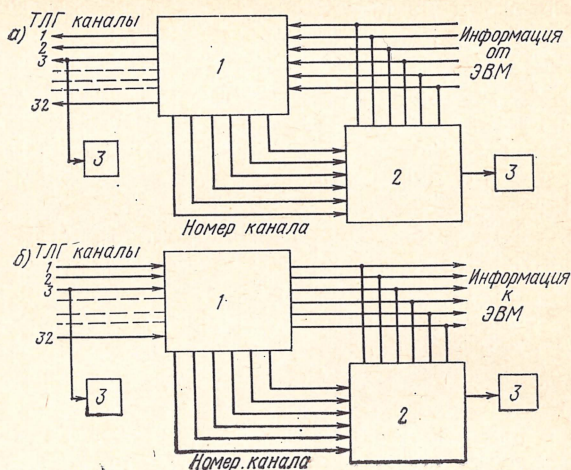 а) ТЛГ каналы
1
2
3
32
1
Информация
от
ЭВМ
2
3
3
Номер канала
б) ТЛГ каналы
1
2
3
32
1
Информация
к
ЭВМ
2
3
3
Номер.канала